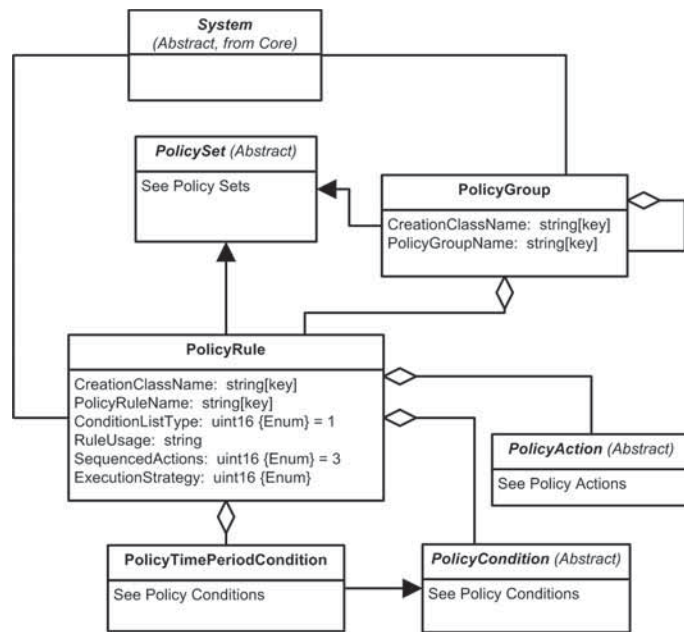 System
(Abstract, from Core)
PolicySet (Abstract)
See Policy Sets
PolicyGroup
CreationClassName: string[key]
PolicyGroupName: string[key]
PolicyRule
CreationClassName: string[key]
PolicyRuleName: string[key]
ConditionListType: uint16 {Enum} = 1
RuleUsage: string
SequencedActions: uint16 {Enum} = 3
ExecutionStrategy: uint16 {Enum}
PolicyAction (Abstract)
See Policy Actions
PolicyTimePeriodCondition
See Policy Conditions
PolicyCondition (Abstract)
See Policy Conditions